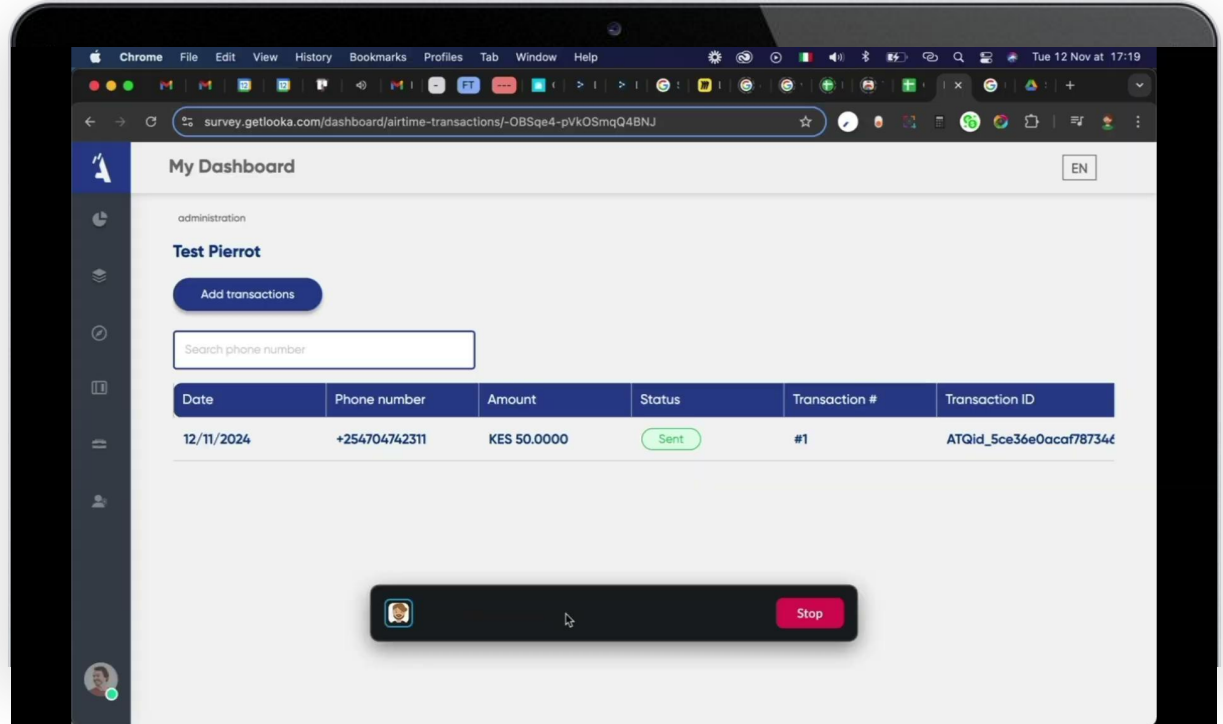 Chrome File Edit View History Bookmarks Profiles Tab Window Help Tue 12 Nov at 17:19
FT
survey.getlooka.com/dashboard/airtime-transactions/-OBSqe4-pVkOSmqQ4BNJ
My Dashboard
EN
administration
Test Pierrot
Add transactions
Search phone number
Date Phone number Amount Status Transaction # Transaction ID
12/11/2024 +254704742311 KES 50.0000 Sent #1 ATQid_5ce36e0acaf787346
Stop